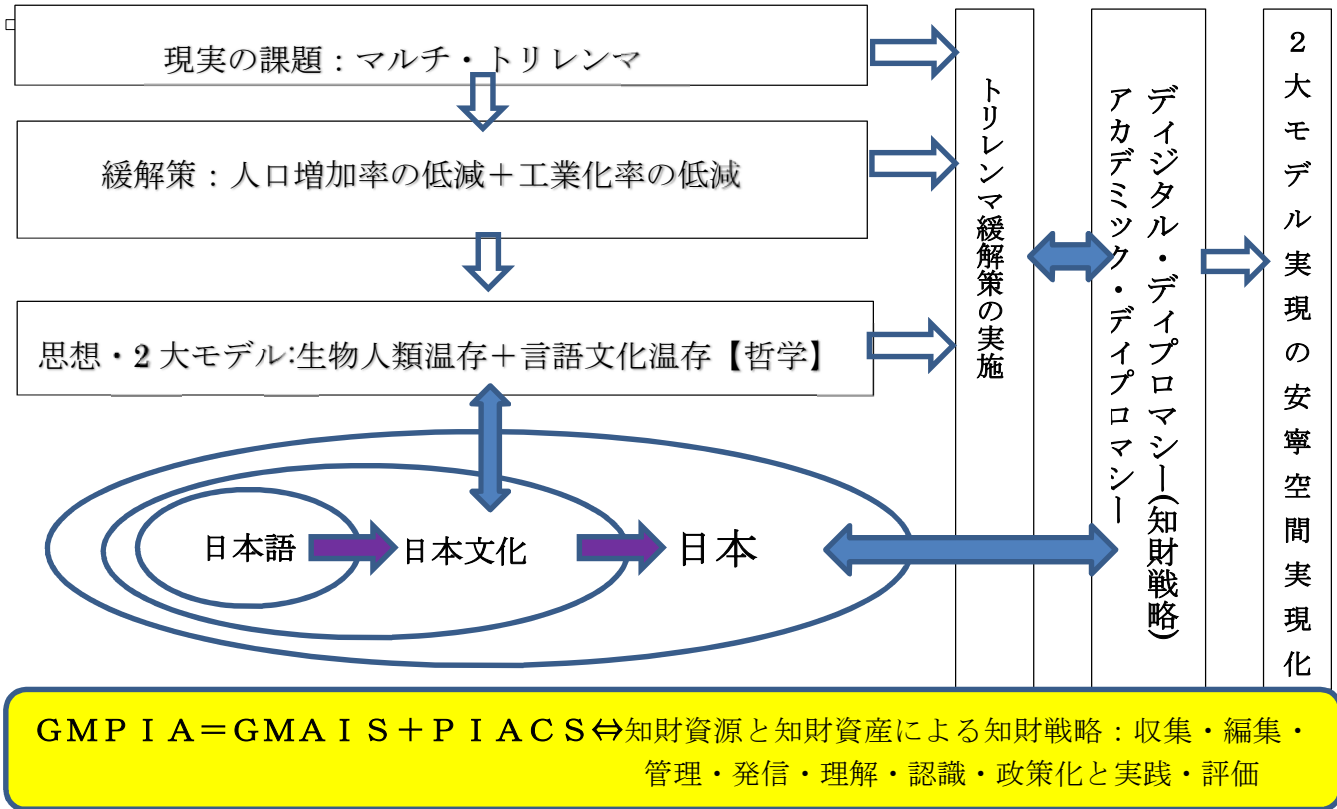 現実の課題：マルチ・トリレンマ
緩解策：人口増加率の低減＋工業化率の低減
思想・2大モデル:生物人類温存＋言語文化温存【哲学】
日本語
日本文化
日本
トリレンマ緩解策の実施
ディジタル・ディプロマシー(知財戦略)
アカデミック・ディプロマシー
２大モデル実現の安寧空間実現化
ＧＭＰＩＡ＝ＧＭＡＩＳ＋ＰＩＡＣＳ⇔知財資源と知財資産による知財戦略：収集・編集・
管理・発信・理解・認識・政策化と実践・評価